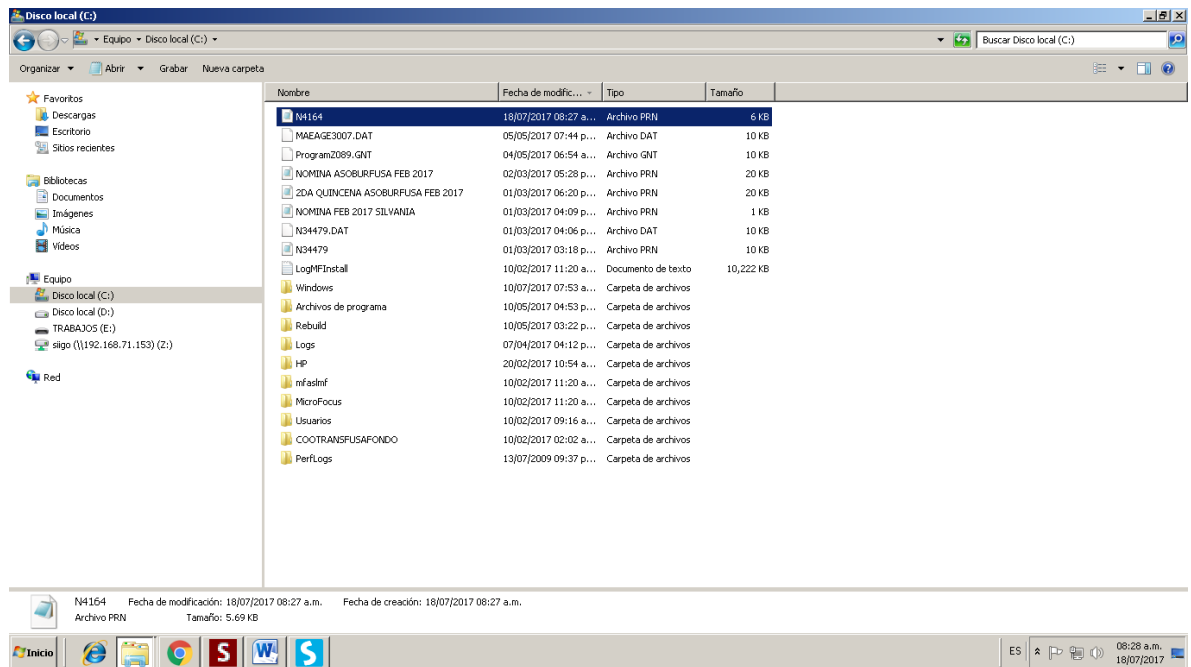 Disco local (C:)
Equipo Disco local (C:)
Buscar Disco local (C:)
Organizar Abrir Grabar Nueva carpeta
Favoritos
Descargas
Escritorio
Sitios recientes
Bibliotecas
Documentos
Imágenes
Música
Vídeos
Equipo
Disco local (C:)
Disco local (D:)
TRABAJOS (E:)
siigo (\\192.168.71.153) (Z:)
Red
Nombre Fecha de modific... Tipo Tamaño
N4164 18/07/2017 08:27 a... Archivo PRN 6 KB
MAEAGE3007.DAT 05/05/2017 07:44 p... Archivo DAT 10 KB
ProgramZ089.GNT 04/05/2017 06:54 a... Archivo GNT 10 KB
NOMINA ASOBURFUSA FEB 2017 02/03/2017 05:28 p... Archivo PRN 20 KB
2DA QUINCENA ASOBURFUSA FEB 2017 01/03/2017 06:20 p... Archivo PRN 20 KB
NOMINA FEB 2017 SILVANIA 01/03/2017 04:09 p... Archivo PRN 1 KB
N34479.DAT 01/03/2017 04:06 p... Archivo DAT 10 KB
N34479 01/03/2017 03:18 p... Archivo PRN 10 KB
LogMFInstall 10/02/2017 11:20 a... Documento de texto 10,222 KB
Windows 10/07/2017 07:53 a... Carpeta de archivos
Archivos de programa 10/05/2017 04:53 p... Carpeta de archivos
Rebuild 10/05/2017 03:22 p... Carpeta de archivos
Logs 07/04/2017 04:12 p... Carpeta de archivos
HP 20/02/2017 10:54 a... Carpeta de archivos
mfaslmf 10/02/2017 11:20 a... Carpeta de archivos
MicroFocus 10/02/2017 11:20 a... Carpeta de archivos
Usuarios 10/02/2017 09:16 a... Carpeta de archivos
COOTRANSFUSAFONDO 10/02/2017 02:02 a... Carpeta de archivos
PerfLogs 13/07/2009 09:37 p... Carpeta de archivos
N4164 Fecha de modificación: 18/07/2017 08:27 a.m. Fecha de creación: 18/07/2017 08:27 a.m.
Archivo PRN Tamaño: 5.69 KB
Inicio S W S ES 08:28 a.m.
18/07/2017